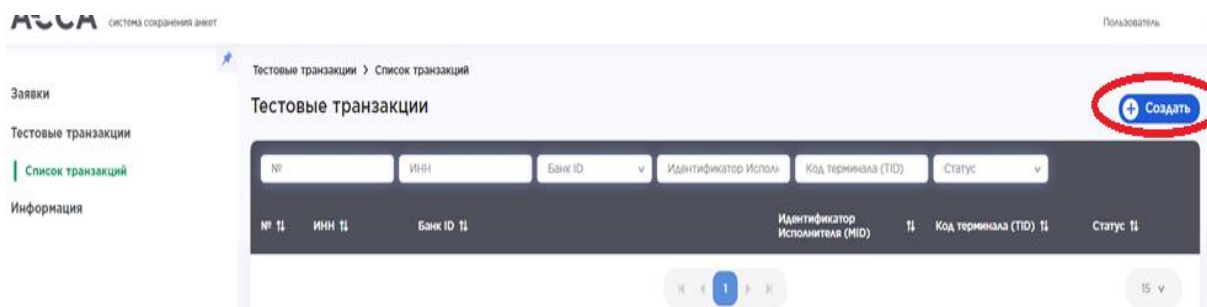 АССА система сохранения анкет
Пользователь
Тестовые транзакции > Список транзакций
Заявки
Тестовые транзакции
Создать
Тестовые транзакции
Список транзакций
Информация
№ ИНН Банк ID Идентификатор Исполн Код терминала (TID) Статус
№ ИНН Банк ID Идентификатор Исполнителя (MID) Код терминала (TID) Статус
1
15